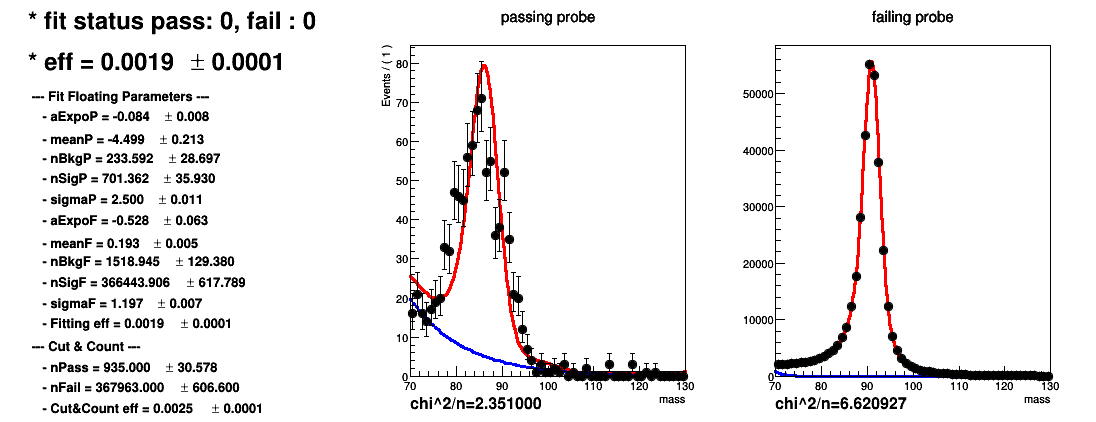 * fit status pass: 0, fail : 0
* eff = 0.0019 ± 0.0001
--- Fit Floating Parameters ---
- aExpoP = -0.084 ± 0.008
- meanP = -4.499 ± 0.213
- nBkgP = 233.592 ± 28.697
- nSigP = 701.362 ± 35.930
- sigmaP = 2.500 ± 0.011
- aExpoF = -0.528 ± 0.063
- meanF = 0.193 ± 0.005
- nBkgF = 1518.945 ± 129.380
- nSigF = 366443.906 ± 617.789
- sigmaF = 1.197 ± 0.007
- Fitting eff = 0.0019 ± 0.0001
--- Cut & Count ---
- nPass = 935.000 ± 30.578
- nFail = 367963.000 ± 606.600
- Cut&Count eff = 0.0025 ± 0.0001
passing probe
Events / ( 1 )
80
70
60
50
40
30
20
10
0
70 80 90 100 110 120 130
mass
chi^2/n=2.351000
failing probe
50000
40000
30000
20000
10000
0
70 80 90 100 110 120 130
mass
chi^2/n=6.620927